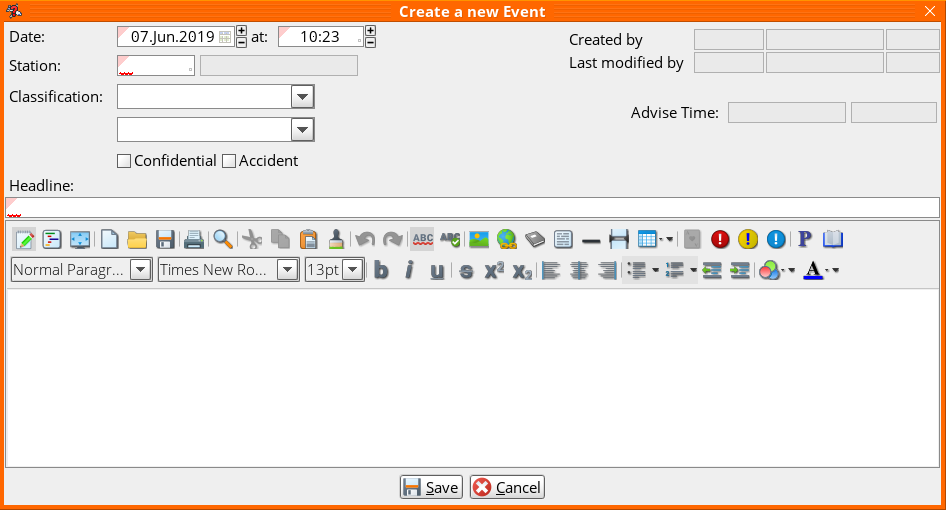 Create a new Event
Date: 07.Jun.2019 at: 10:23
Created by
Station:
Last modified by
Classification:
Advise Time:
Confidential Accident
Headline:
ABC ABC P
Normal Paragr... Times New Ro... 13pt b i u s x² x₂ A
Save Cancel